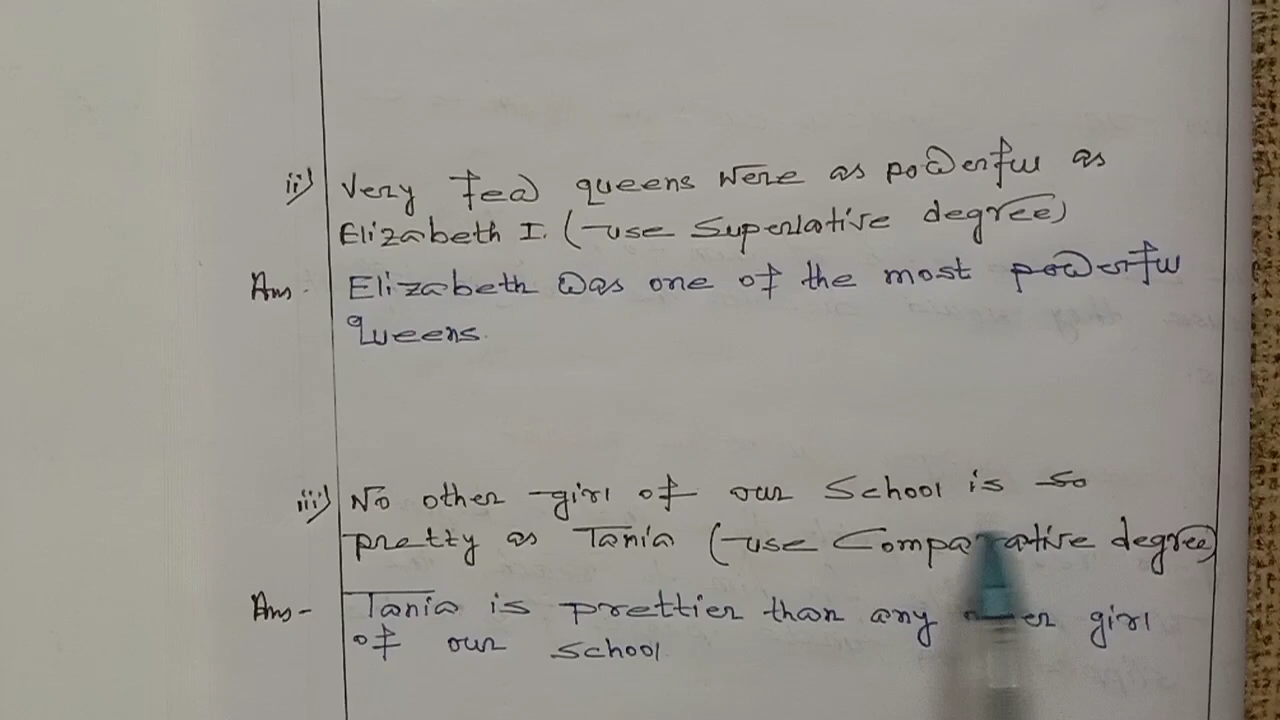 ii) Very few queens were as powerful as
Elizabeth I. (use Superlative degree)
Ans - Elizabeth was one of the most powerful
queens.
iii) No other girl of our School is so
pretty as Tania (use Comparative degree)
Ans - Tania is prettier than any girl
of our school